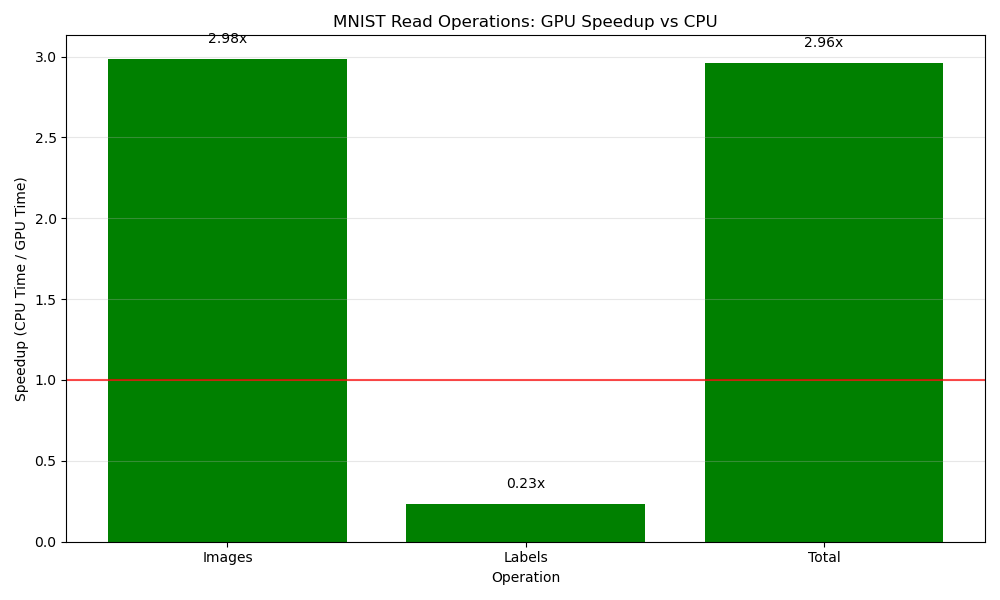 MNIST Read Operations: GPU Speedup vs CPU
2.98x
2.96x
0.23x
3.0
2.5
2.0
1.5
1.0
0.5
0.0
Speedup (CPU Time / GPU Time)
Images
Labels
Total
Operation